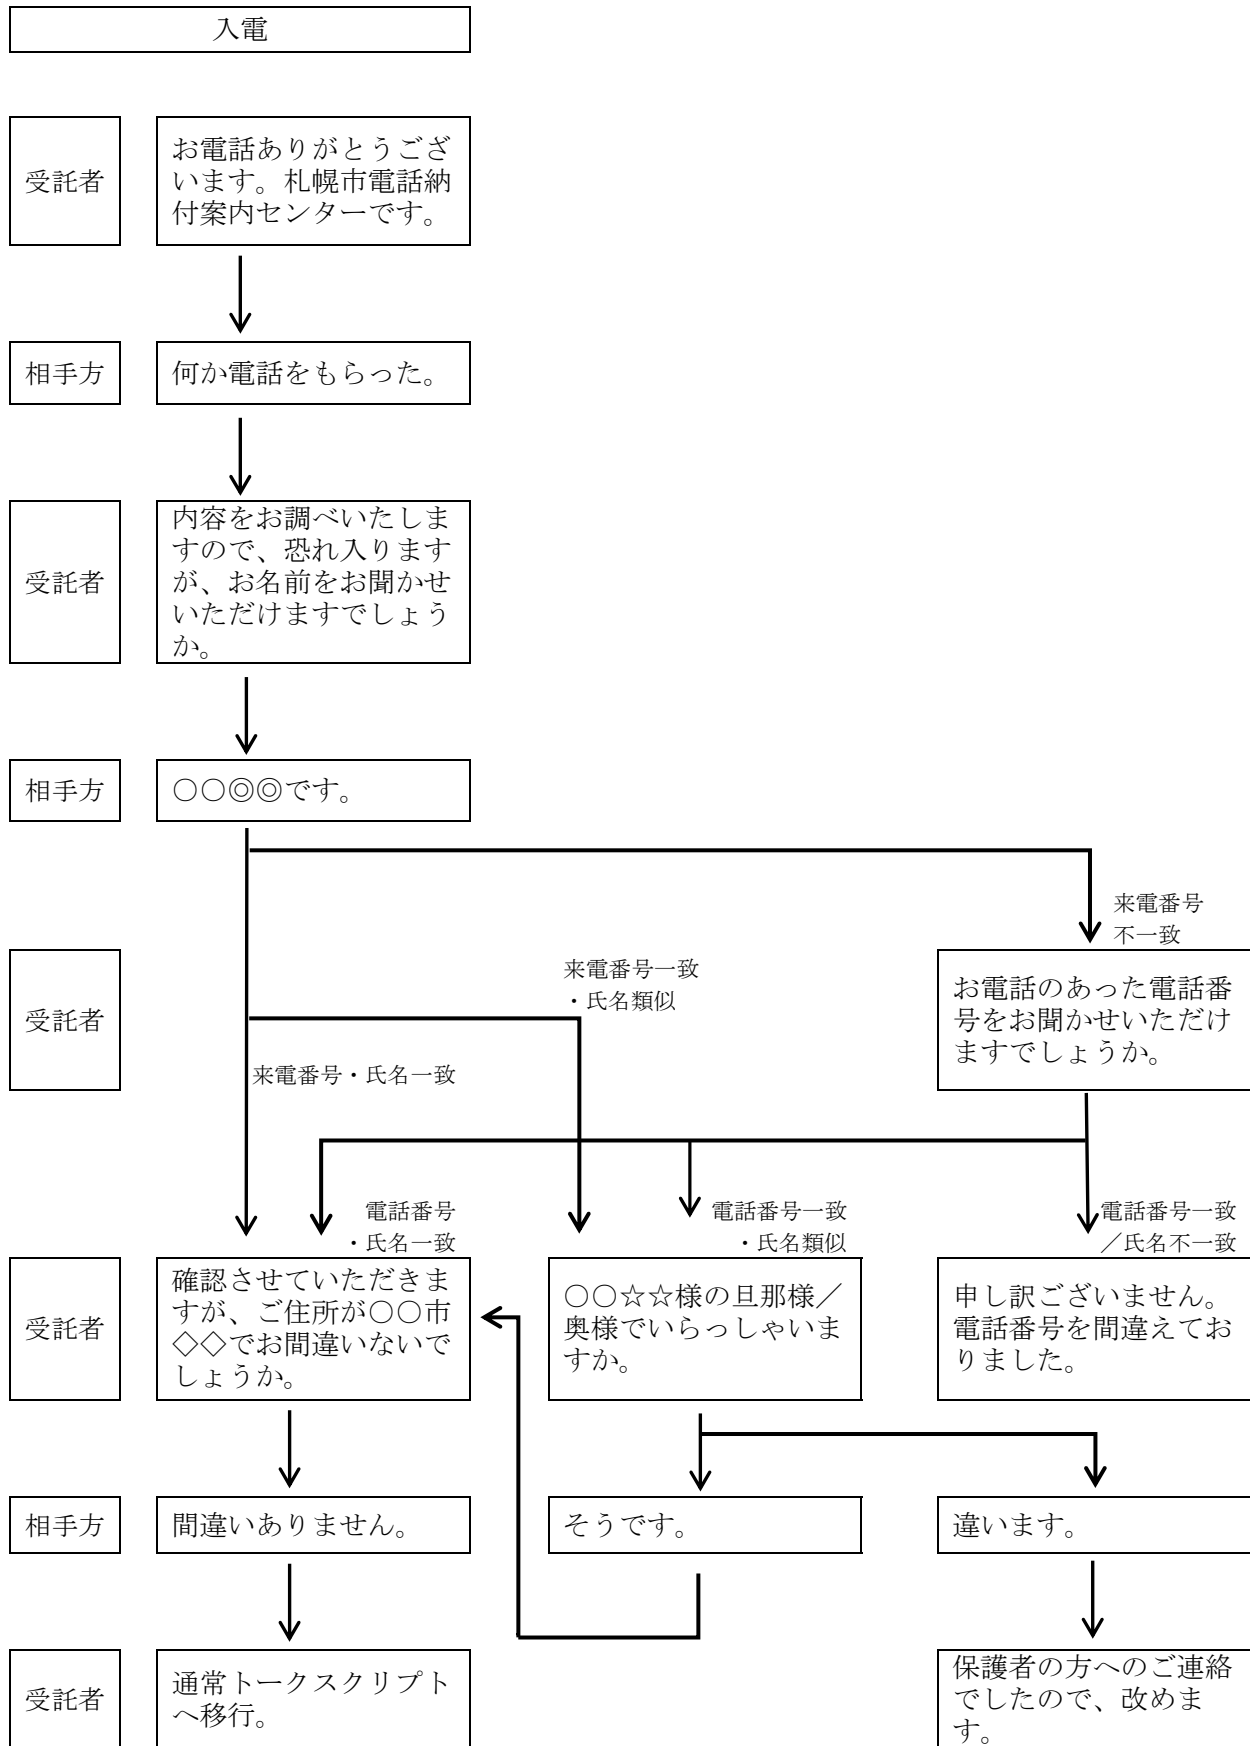 入電
受託者
お電話ありがとうござ
います。札幌市電話納
付案内センターです。
相手方
何か電話をもらった。
受託者
内容をお調べいたしま
すので、恐れ入ります
が、お名前をお聞かせ
いただけますでしょう
か。
相手方
○○◎◎です。
来電番号
不一致
来電番号一致
・氏名類似
来電番号・氏名一致
受託者
お電話のあった電話番
号をお聞かせいただけ
ますでしょうか。
電話番号
・氏名一致
電話番号一致
・氏名類似
電話番号一致
／氏名不一致
受託者
確認させていただきま
すが、ご住所が○○市
◇◇でお間違いないで
しょうか。
○○☆☆様の旦那様／
奥様でいらっしゃいま
すか。
申し訳ございません。
電話番号を間違えてお
りました。
相手方
間違いありません。
そうです。
違います。
受託者
通常トークスクリプト
へ移行。
保護者の方へのご連絡
でしたので、改めま
す。